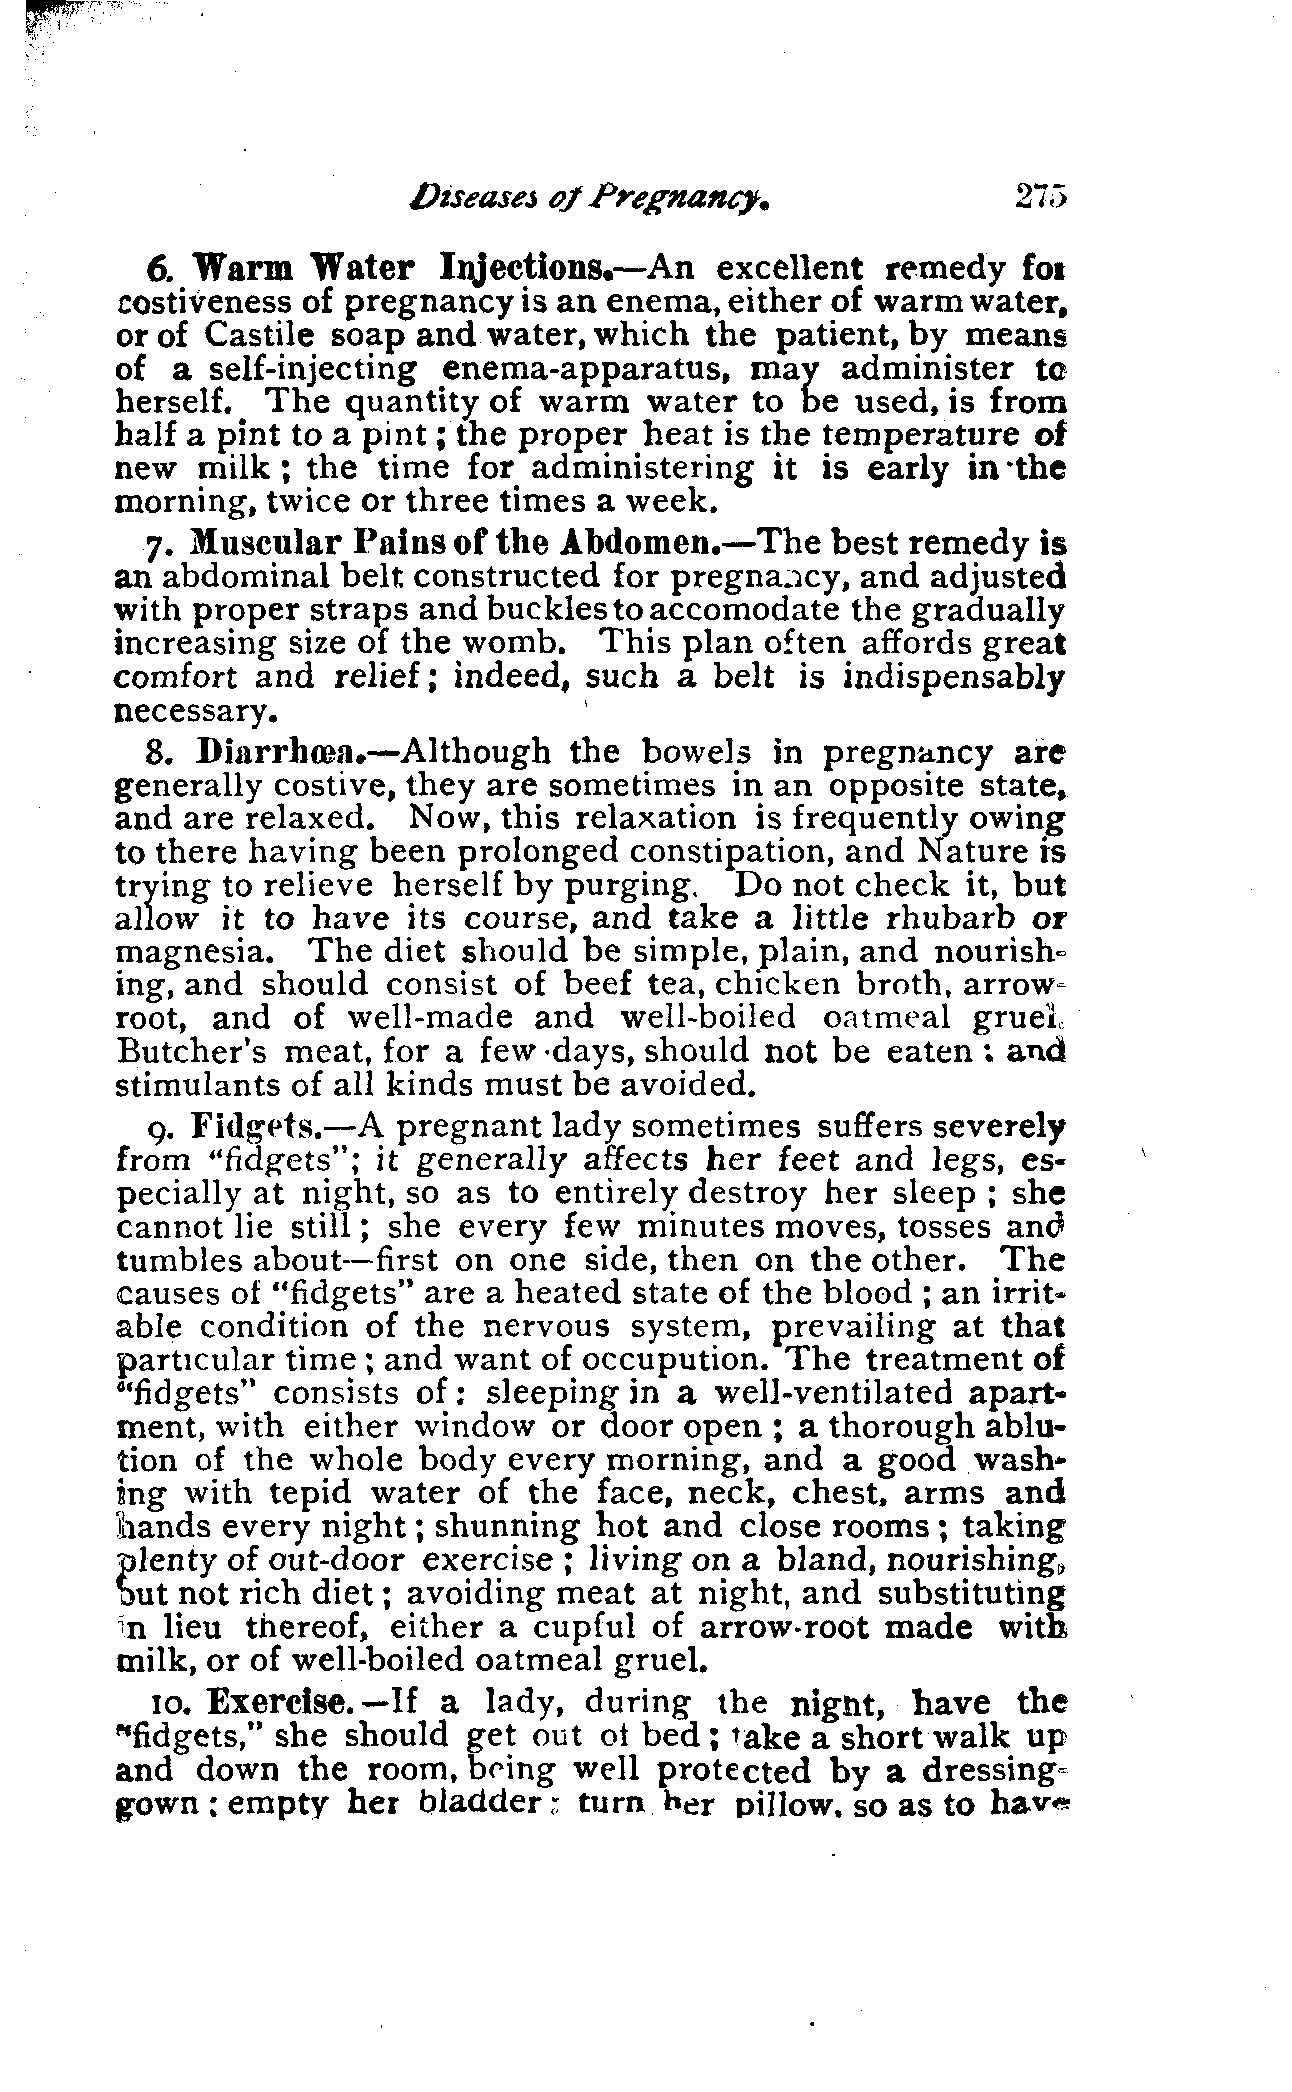 Diseases of Pregnancy. 275
6. Warm Water Injections.—An excellent remedy for
costiveness of pregnancy is an enema, either of warm water,
or of Castile soap and water, which the patient, by means
of a self-injecting enema-apparatus, may administer to
herself. The quantity of warm water to be used, is from
half a pint to a pint; the proper heat is the temperature of
new milk; the time for administering it is early in the
morning, twice or three times a week.
7. Muscular Pains of the Abdomen.—The best remedy is
an abdominal belt constructed for pregnancy, and adjusted
with proper straps and buckles to accomodate the gradually
increasing size of the womb. This plan often affords great
comfort and relief; indeed, such a belt is indispensably
necessary.
8. Diarrhœa.—Although the bowels in pregnancy are
generally costive, they are sometimes in an opposite state,
and are relaxed. Now, this relaxation is frequently owing
to there having been prolonged constipation, and Nature is
trying to relieve herself by purging. Do not check it, but
allow it to have its course, and take a little rhubarb or
magnesia. The diet should be simple, plain, and nourish-
ing, and should consist of beef tea, chicken broth, arrow-
root, and of well-made and well-boiled oatmeal gruel.
Butcher's meat, for a few days, should not be eaten; and
stimulants of all kinds must be avoided.
9. Fidgets.—A pregnant lady sometimes suffers severely
from "fidgets"; it generally affects her feet and legs, es-
pecially at night, so as to entirely destroy her sleep; she
cannot lie still; she every few minutes moves, tosses and
tumbles about—first on one side, then on the other. The
causes of "fidgets" are a heated state of the blood; an irrit-
able condition of the nervous system, prevailing at that
particular time; and want of occupution. The treatment of
"fidgets" consists of: sleeping in a well-ventilated apart-
ment, with either window or door open; a thorough ablu-
tion of the whole body every morning, and a good wash-
ing with tepid water of the face, neck, chest, arms and
hands every night; shunning hot and close rooms; taking
plenty of out-door exercise; living on a bland, nourishing,
but not rich diet; avoiding meat at night, and substituting
in lieu thereof, either a cupful of arrow-root made with
milk, or of well-boiled oatmeal gruel.
10. Exercise.—If a lady, during the night, have the
"fidgets," she should get out of bed; take a short walk up
and down the room, being well protected by a dressing-
gown; empty her bladder; turn her pillow, so as to have